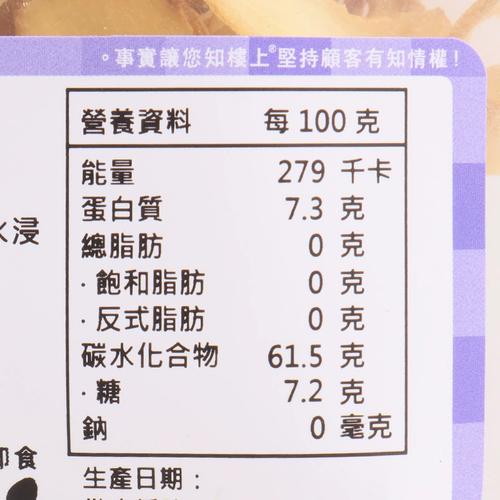 。事實讓您知樓上®堅持顧客有知情權!
營養資料 每100克
能量 279 千卡
蛋白質 7.3 克
總脂肪 0 克
·飽和脂肪 0 克
·反式脂肪 0 克
碳水化合物 61.5 克
·糖 7.2 克
鈉 0 毫克
浸
即食
生產日期: